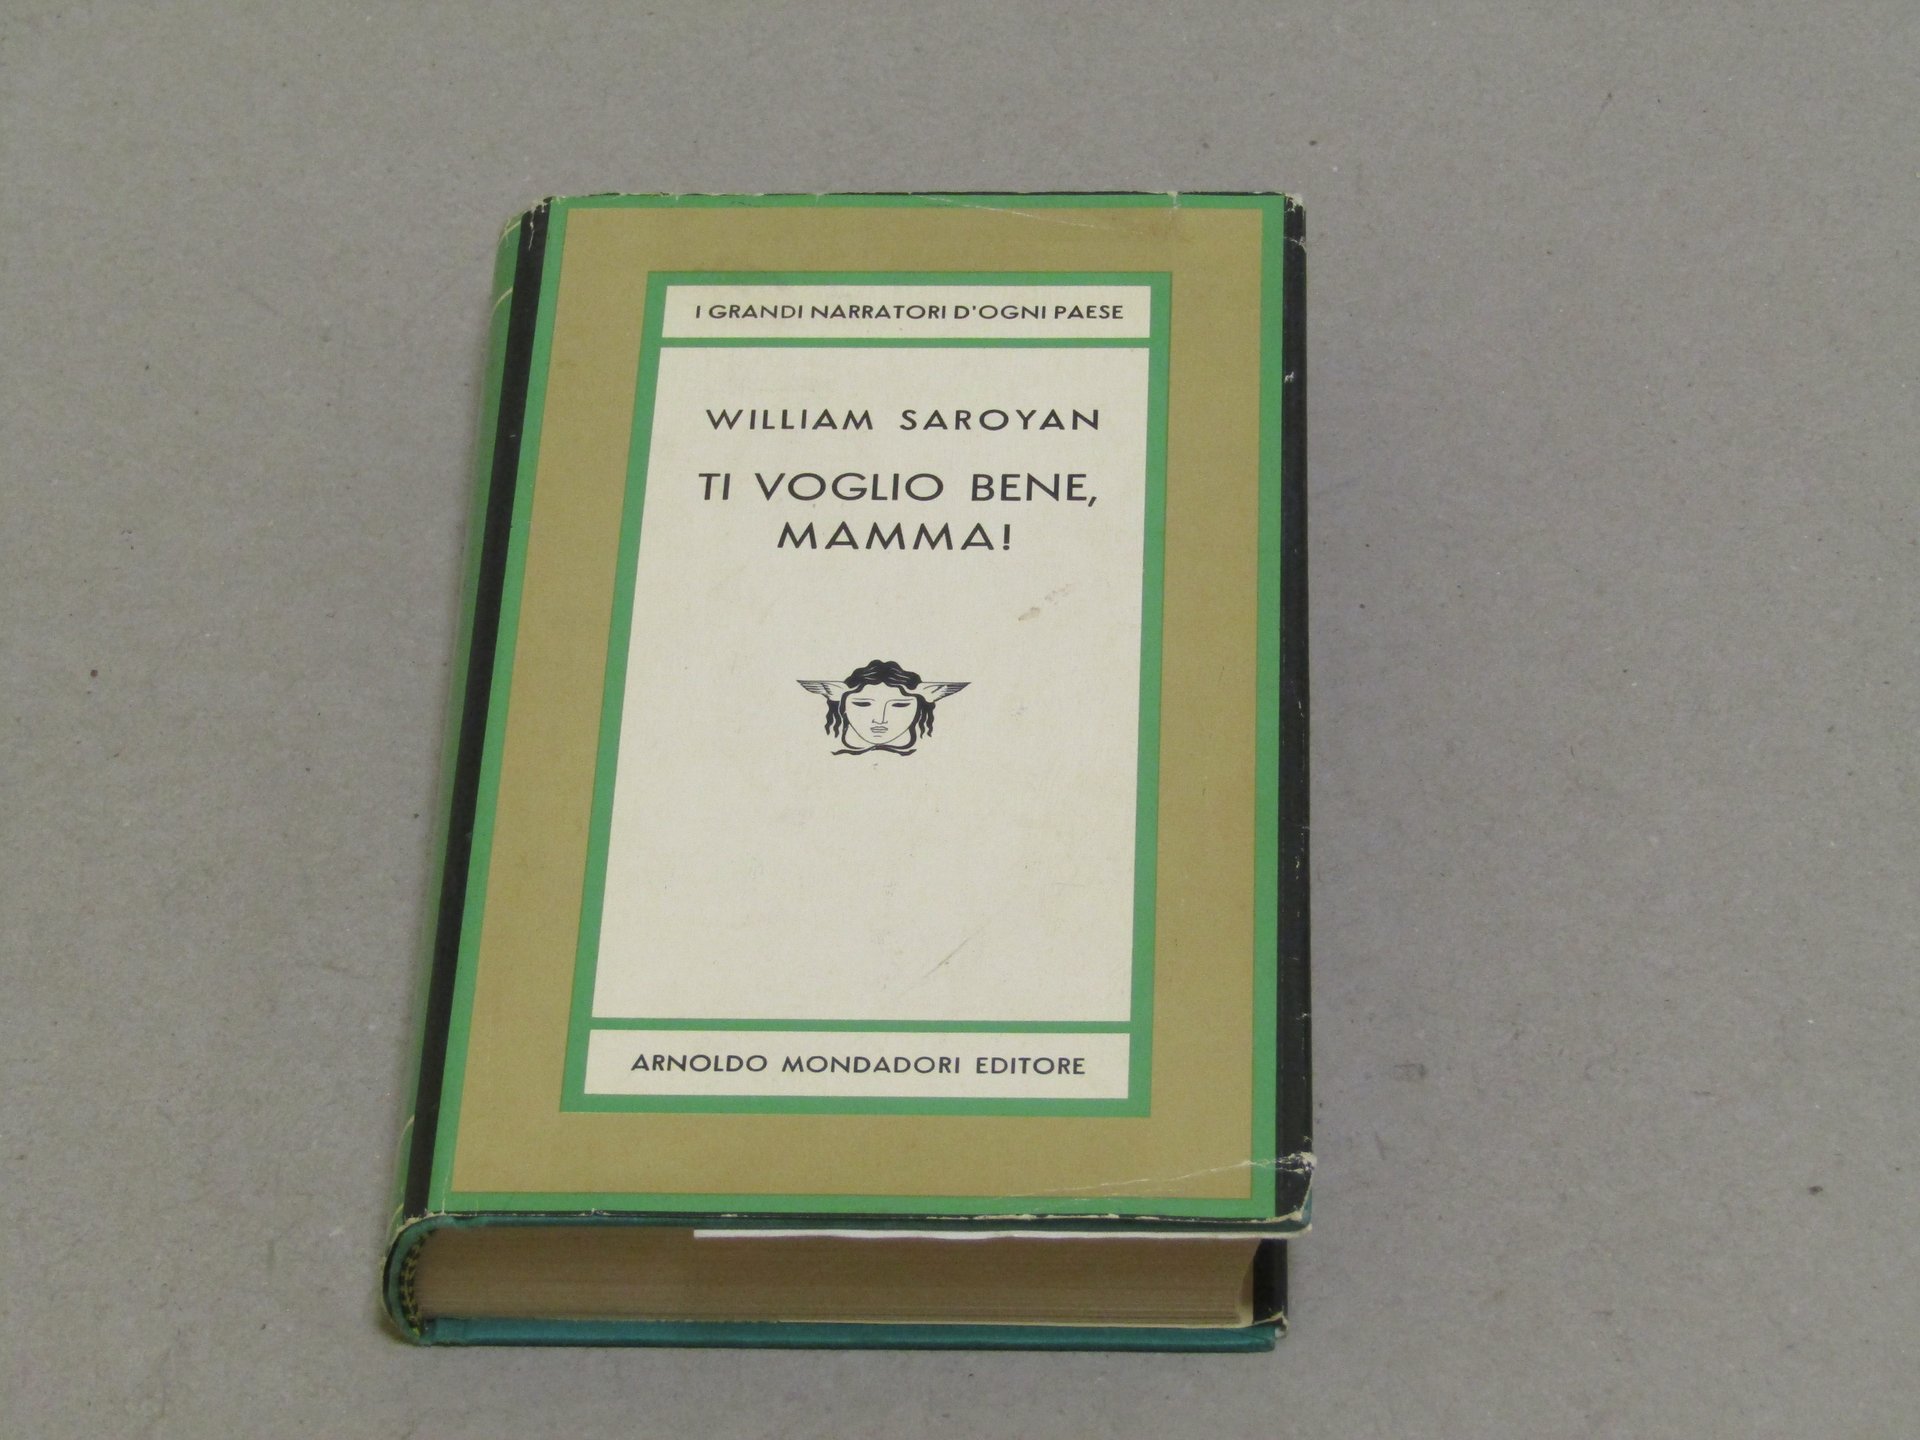 I GRANDI NARRATORI D'OGNI PAESE
WILLIAM SAROYAN
TI VOGLIO BENE,
MAMMA!
ARNOLDO MONDADORI EDITORE